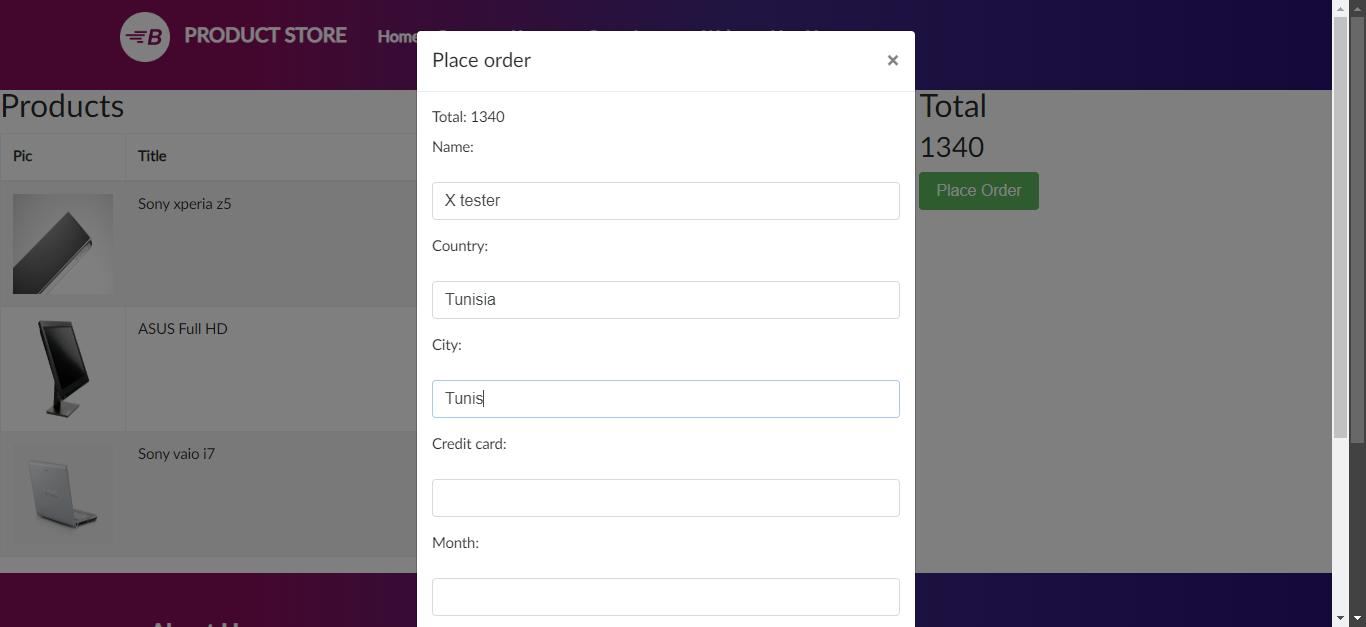 B PRODUCT STORE
Home
Place order ×
Total: 1340
Name:
X tester
Country:
Tunisia
City:
Tunis
Credit card:
Month:
Products
Pic Title
Sony xperia z5
ASUS Full HD
Sony vaio i7
Total
1340
Place Order